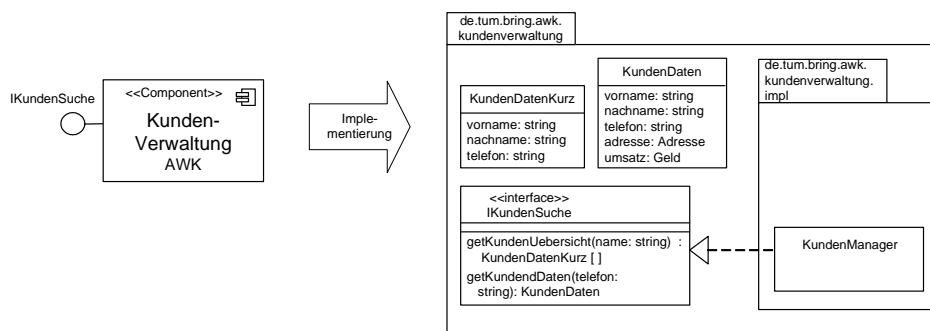 IKundenSuche
<<Component>>
Kunden-
Verwaltung
AWK
Imple-
mentierung
de.tum.bring.awk.
kundenverwaltung
KundenDatenKurz
vorname: string
nachname: string
telefon: string
KundenDaten
vorname: string
nachname: string
telefon: string
adresse: Adresse
umsatz: Geld
de.tum.bring.awk.
kundenverwaltung.
impl
<<interface>>
IKundenSuche
getKundenUebersicht(name: string) :
KundenDatenKurz [ ]
getKundendDaten(telefon:
string): KundenDaten
KundenManager